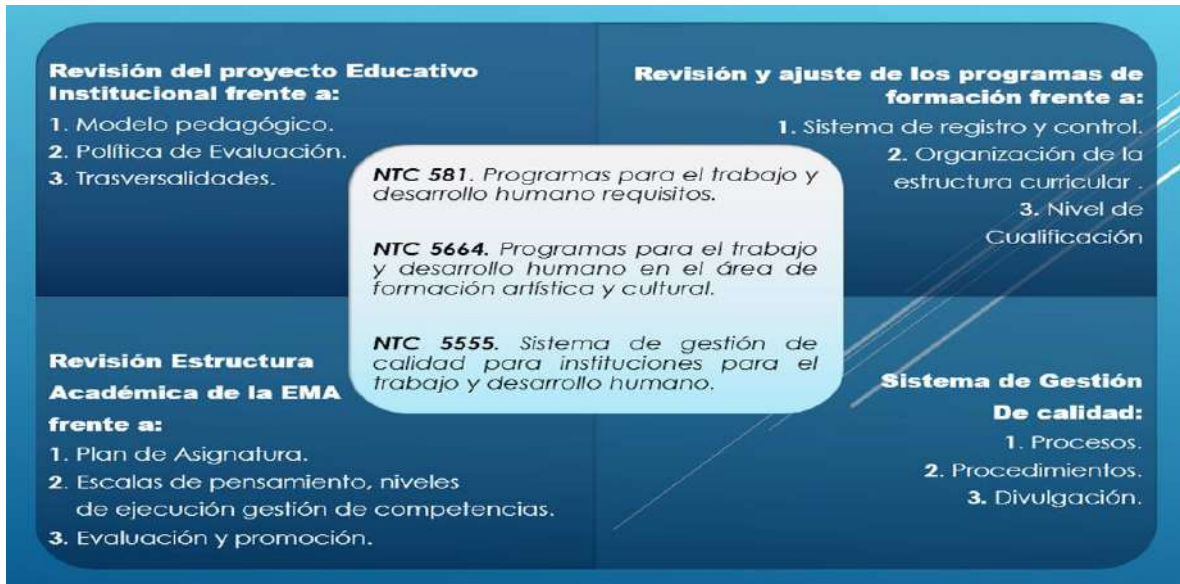 Revisión del proyecto Educativo
Institucional frente a:
1. Modelo pedagógico.
2. Política de Evaluación.
3. Trasversalidades.
Revisión y ajuste de los programas de
formación frente a:
1. Sistema de registro y control.
2. Organización de la
estructura curricular .
3. Nivel de
Cualificación
NTC 581. Programas para el trabajo y
desarrollo humano requisitos.
NTC 5664. Programas para el trabajo
y desarrollo humano en el área de
formación artística y cultural.
NTC 5555. Sistema de gestión de
calidad para instituciones para el
trabajo y desarrollo humano.
Revisión Estructura
Académica de la EMA
frente a:
1. Plan de Asignatura.
2. Escalas de pensamiento, niveles
de ejecución gestión de competencias.
3. Evaluación y promoción.
Sistema de Gestión
De calidad:
1. Procesos.
2. Procedimientos.
3. Divulgación.